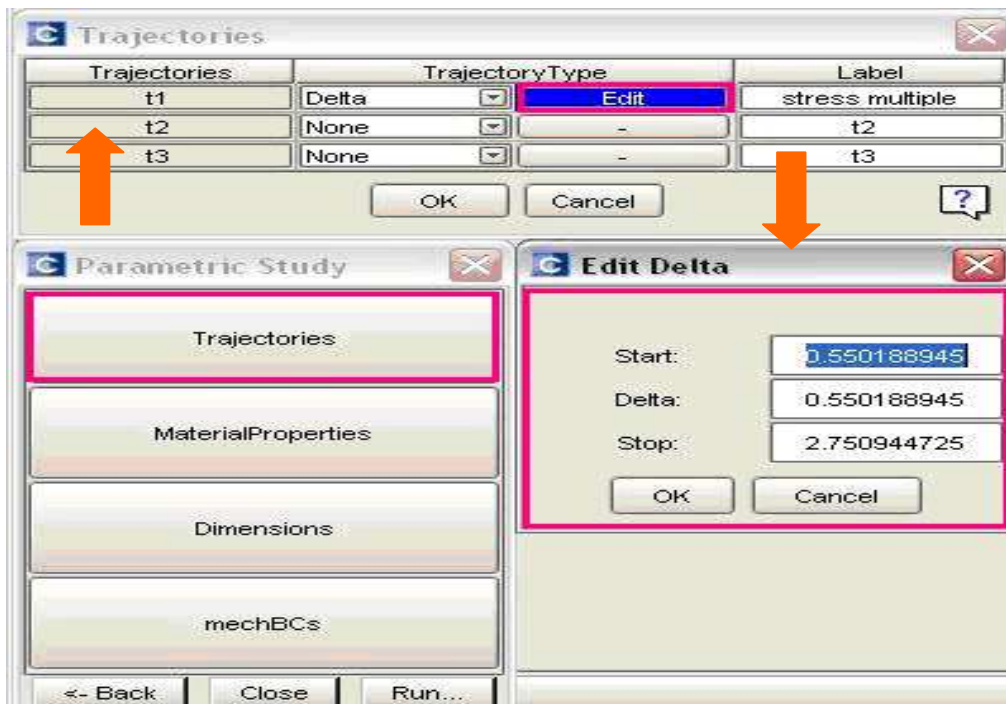 Trajectories
Trajectories TrajectoryType Label
t1 Delta Edit stress multiple
t2 None - t2
t3 None - t3
OK Cancel ?
Parametric Study
Trajectories
MaterialProperties
Dimensions
mechBCs
<- Back Close Run...
Edit Delta
Start: 0.550188945
Delta: 0.550188945
Stop: 2.750944725
OK Cancel